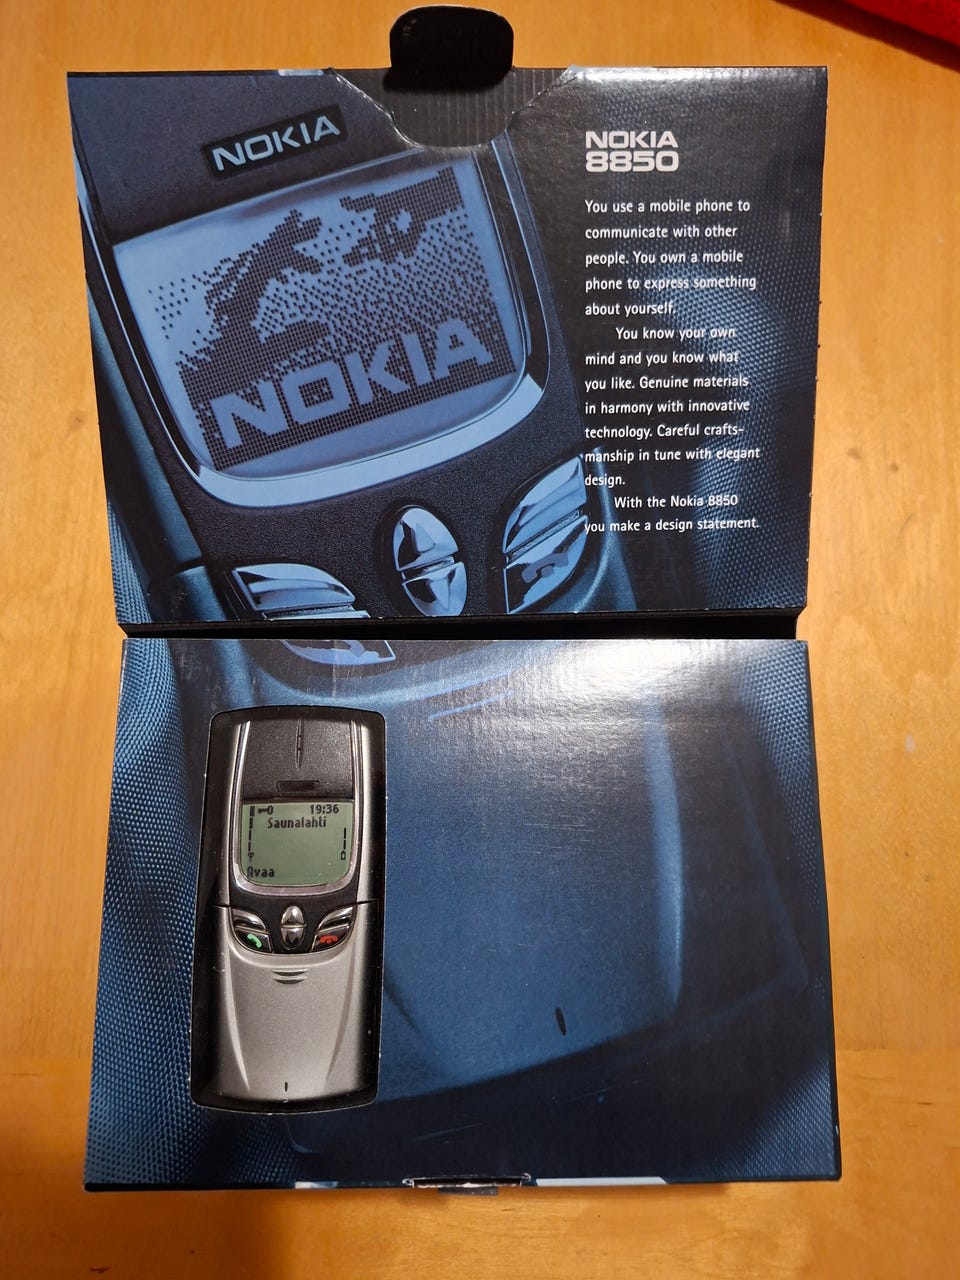 NOKIA
NOKIA
NOKIA
8850
You use a mobile phone to
communicate with other
people. You own a mobile
phone to express something
about yourself.
You know your own
mind and you know what
you like. Genuine materials
in harmony with innovative
technology. Careful crafts-
manship in tune with elegant
design.
With the Nokia 8850
you make a design statement.
19:36
Saunalahti
Avaa